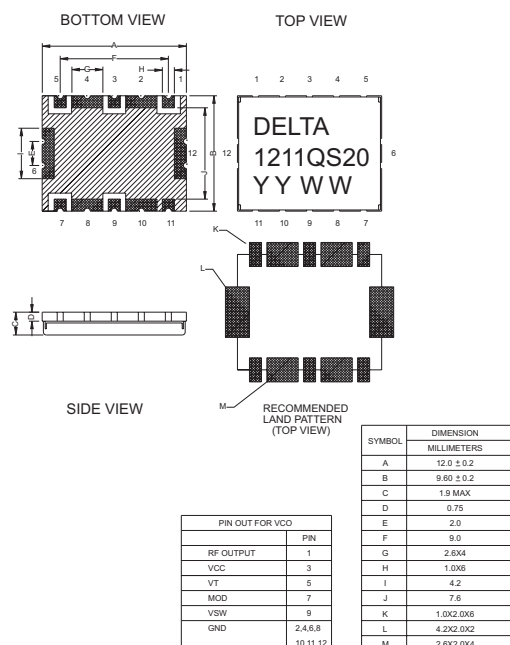 BOTTOM VIEW
TOP VIEW
A
F
G
H
5 4 3 2 1
1 2 3 4 5
I
E
6
12
B
J
DELTA
1211QS20
Y Y W W
12
6
7 8 9 10 11
11 10 9 8 7
K
L
C
D
M
SIDE VIEW
RECOMMENDED
LAND PATTERN
(TOP VIEW)
SYMBOL DIMENSION
MILLIMETERS
A 12.0 ± 0.2
B 9.60 ± 0.2
C 1.9 MAX
D 0.75
E 2.0
F 9.0
G 2.6X4
H 1.0X6
I 4.2
J 7.6
K 1.0X2.0X6
L 4.2X2.0X2
M 2.6X2.0X4
PIN OUT FOR VCO
PIN
RF OUTPUT 1
VCC 3
VT 5
MOD 7
VSW 9
GND 2,4,6,8
10,11,12